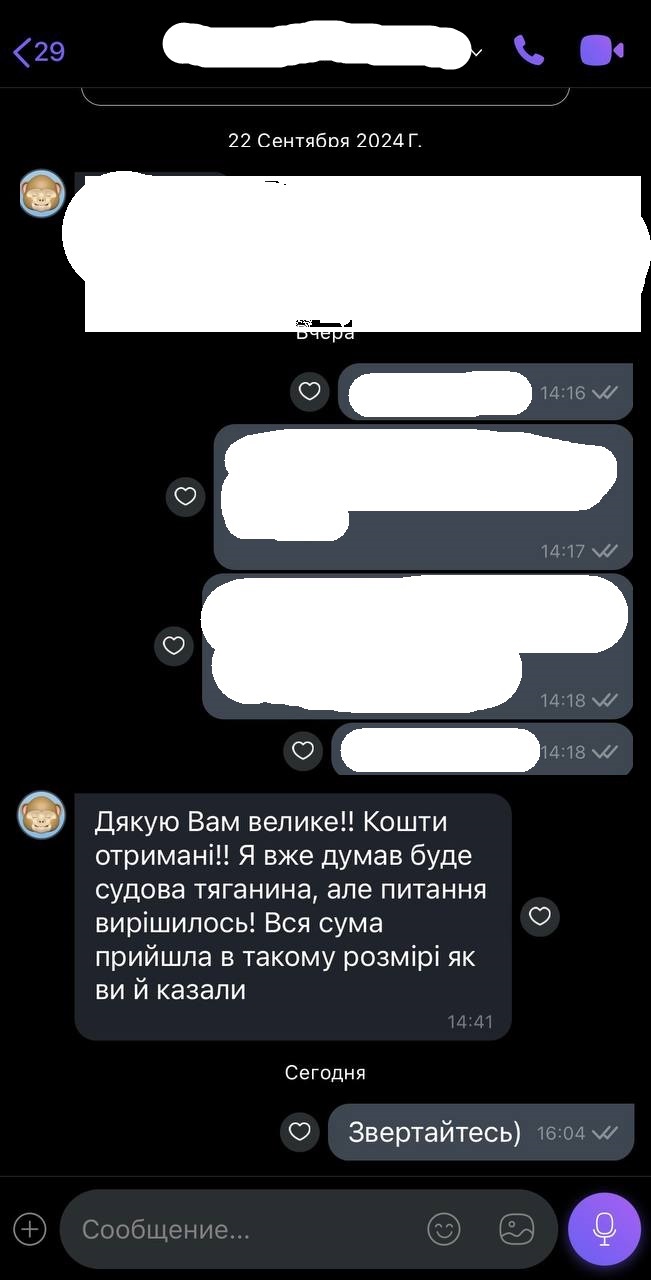 29
22 Сентября 2024 Г.
Вчера
14:16
14:17
14:18
14:18
Дякую Вам велике!! Кошти
отримані!! Я вже думав буде
судова тяганина, але питання
вирішилось! Вся сума
прийшла в такому розмірі як
ви й казали
14:41
Сегодня
Звертайтесь) 16:04
Сообщение...